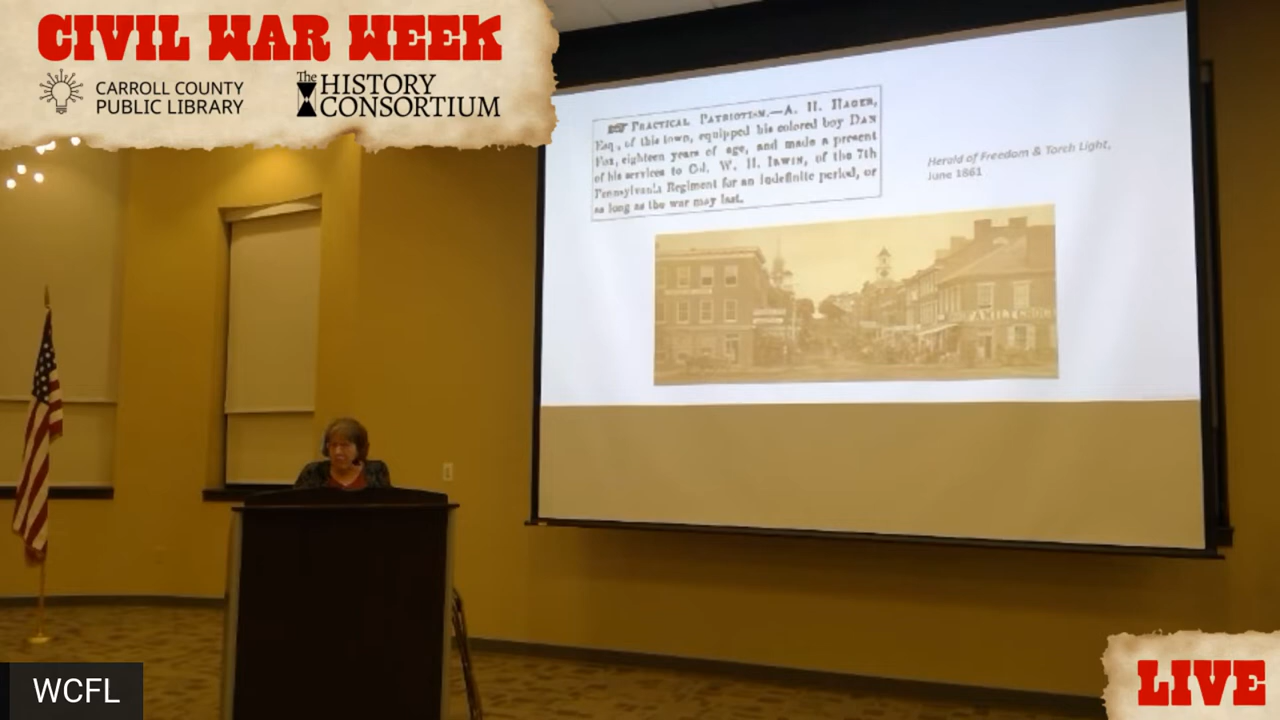 CIVIL WAR WEEK
CARROLL COUNTY
PUBLIC LIBRARY
The
HISTORY
CONSORTIUM
PRACTICAL PATRIOTISM.—A. H. HAGER,
Esq., of this town, equipped his colored boy DAN
Fox, eighteen years of age, and made a present
of his services to Col. W. H. IRWIN, of the 7th
Pennsylvania Regiment for an indefinite period, or
as long as the war may last.
Herald of Freedom & Torch Light,
June 1861
WCFL
LIVE